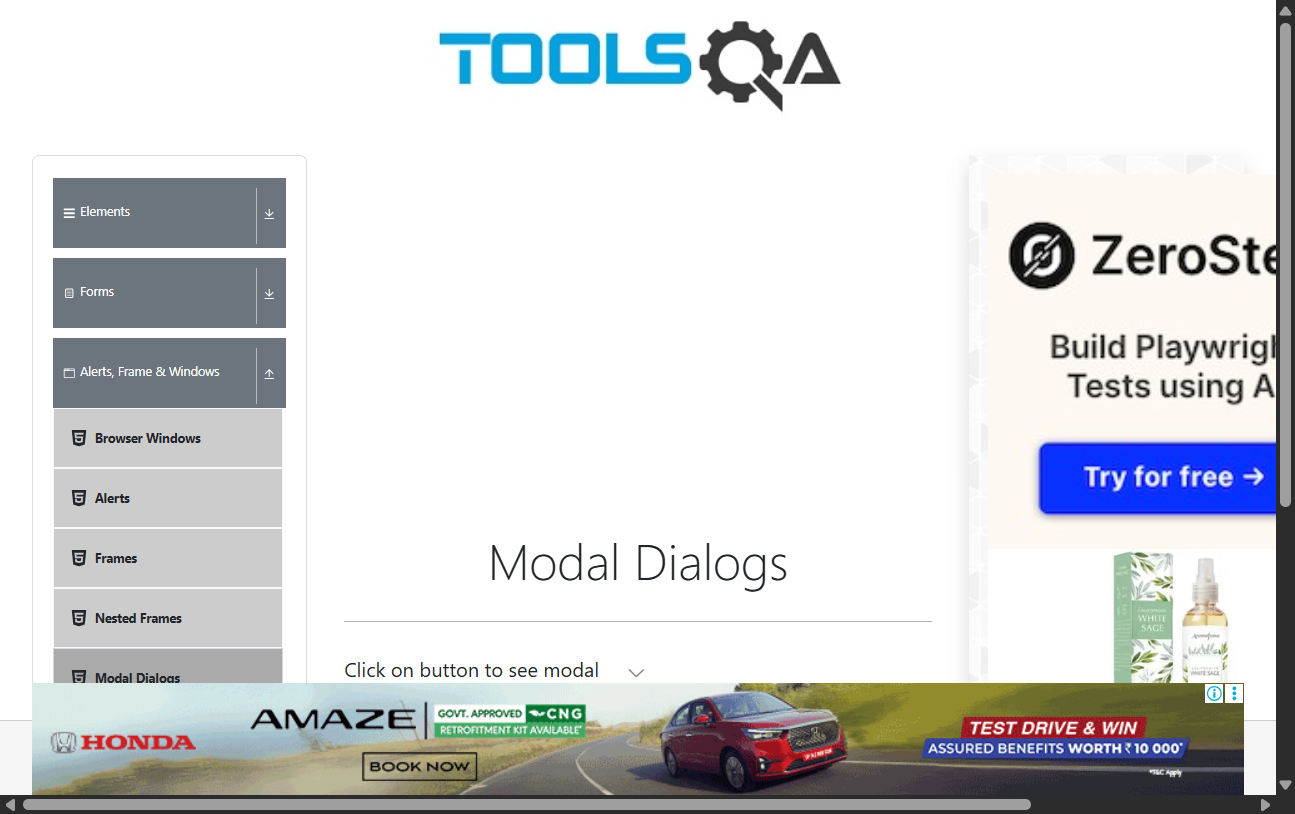 TOOLSQA
Elements
Forms
Alerts, Frame & Windows
Browser Windows
Alerts
Frames
Nested Frames
Modal Dialogs
Modal Dialogs
Click on button to see modal
ZeroSte
Build Playwrigh
Tests using A
Try for free →
WHITE
SAGE
WHITE SAGE
HONDA
AMAZE
GOVT. APPROVED CNG
RETROFITMENT KIT AVAILABLE*
BOOK NOW
TEST DRIVE & WIN
ASSURED BENEFITS WORTH ₹ 10 000*
*T&C Apply